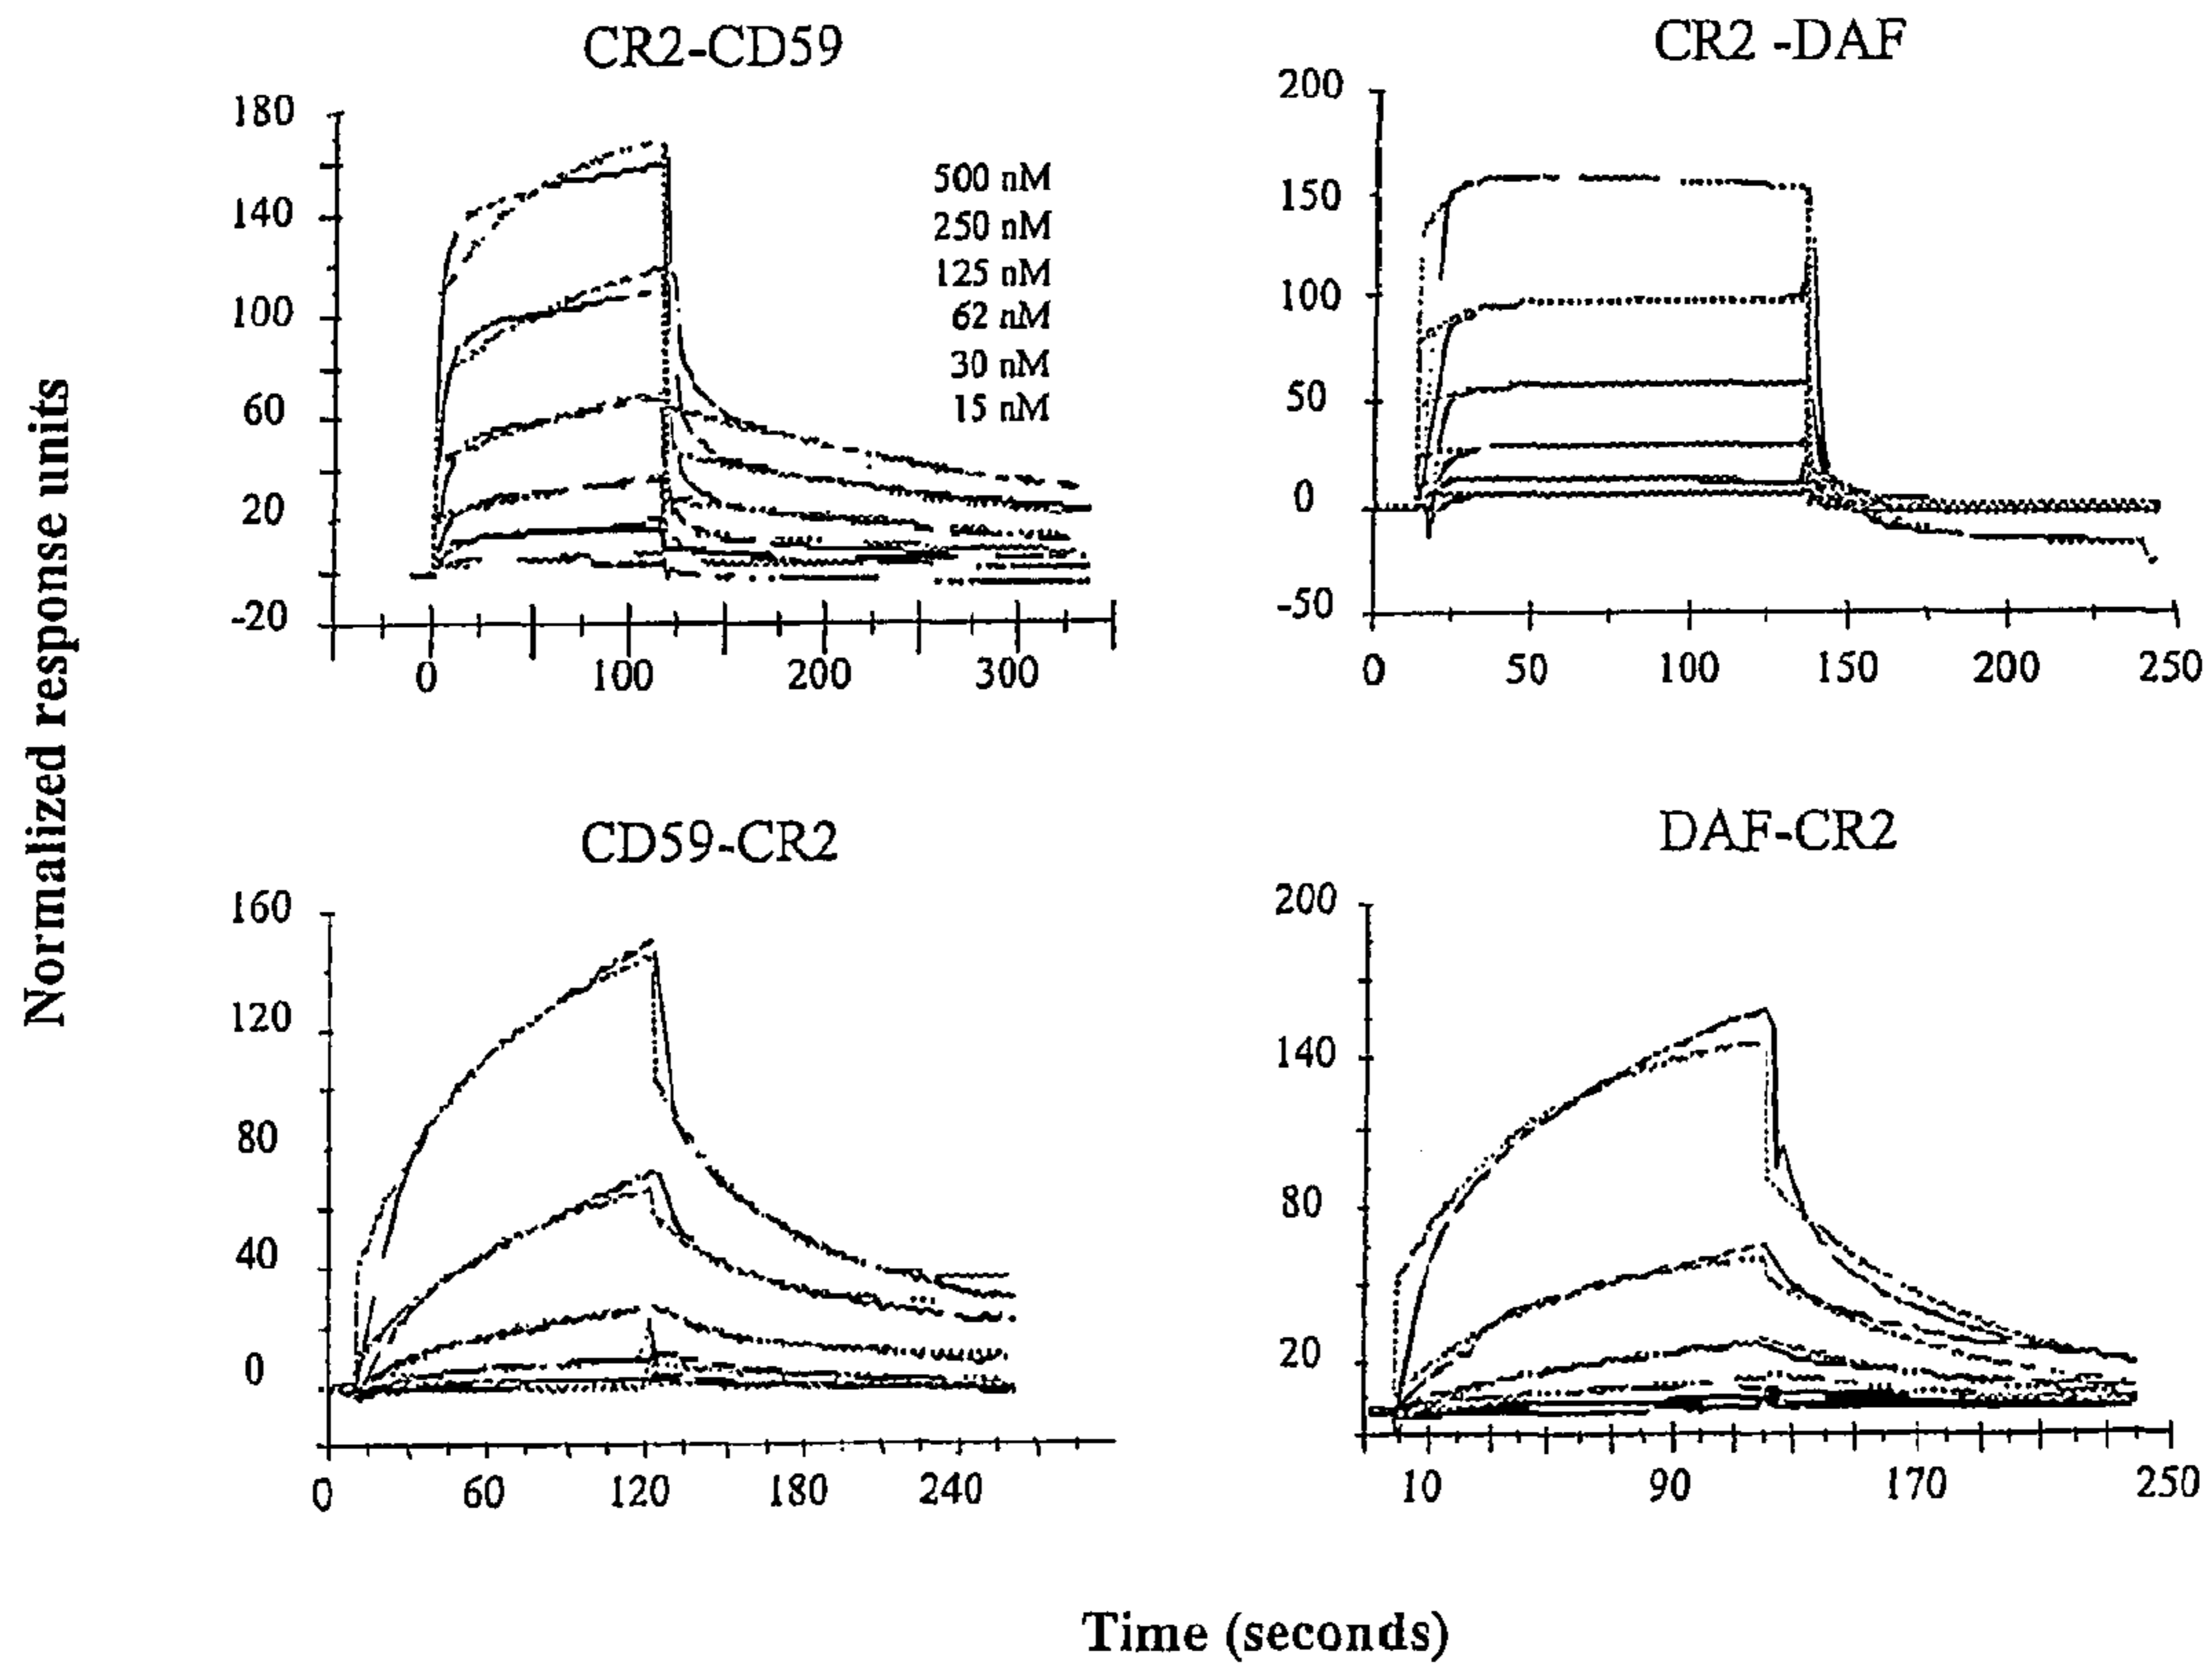 CR2-CD59
180
140
100
60
20
-20
0 100 200 300
500 nM
250 nM
125 nM
62 nM
30 nM
15 nM
CR2 -DAF
200
150
100
50
0
-50
0 50 100 150 200 250
Normalized response units
CD59-CR2
160
120
80
40
0
0 60 120 180 240
DAF-CR2
200
140
80
20
10 90 170 250
Time (seconds)